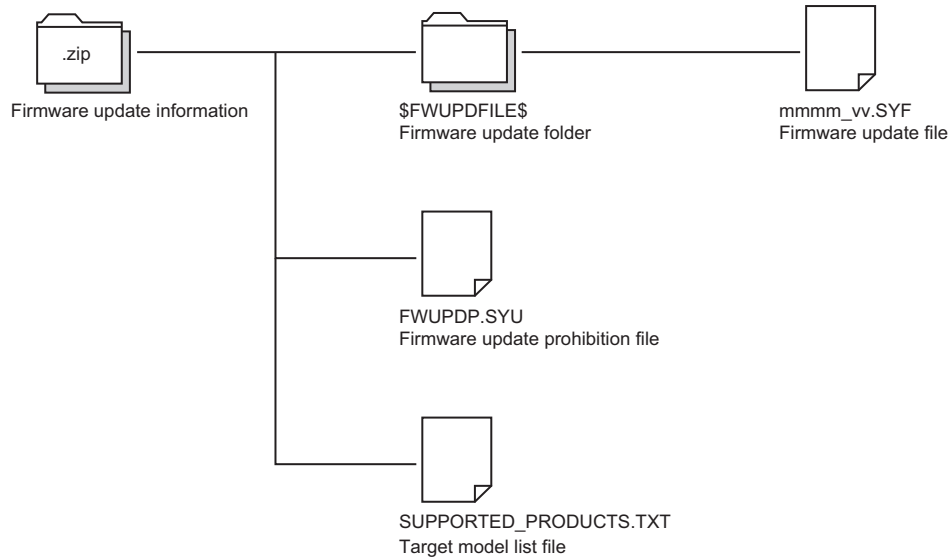 .zip
Firmware update information
$FWUPDFILE$
Firmware update folder
mmmm_vv.SYF
Firmware update file
FWUPDP.SYU
Firmware update prohibition file
SUPPORTED_PRODUCTS.TXT
Target model list file